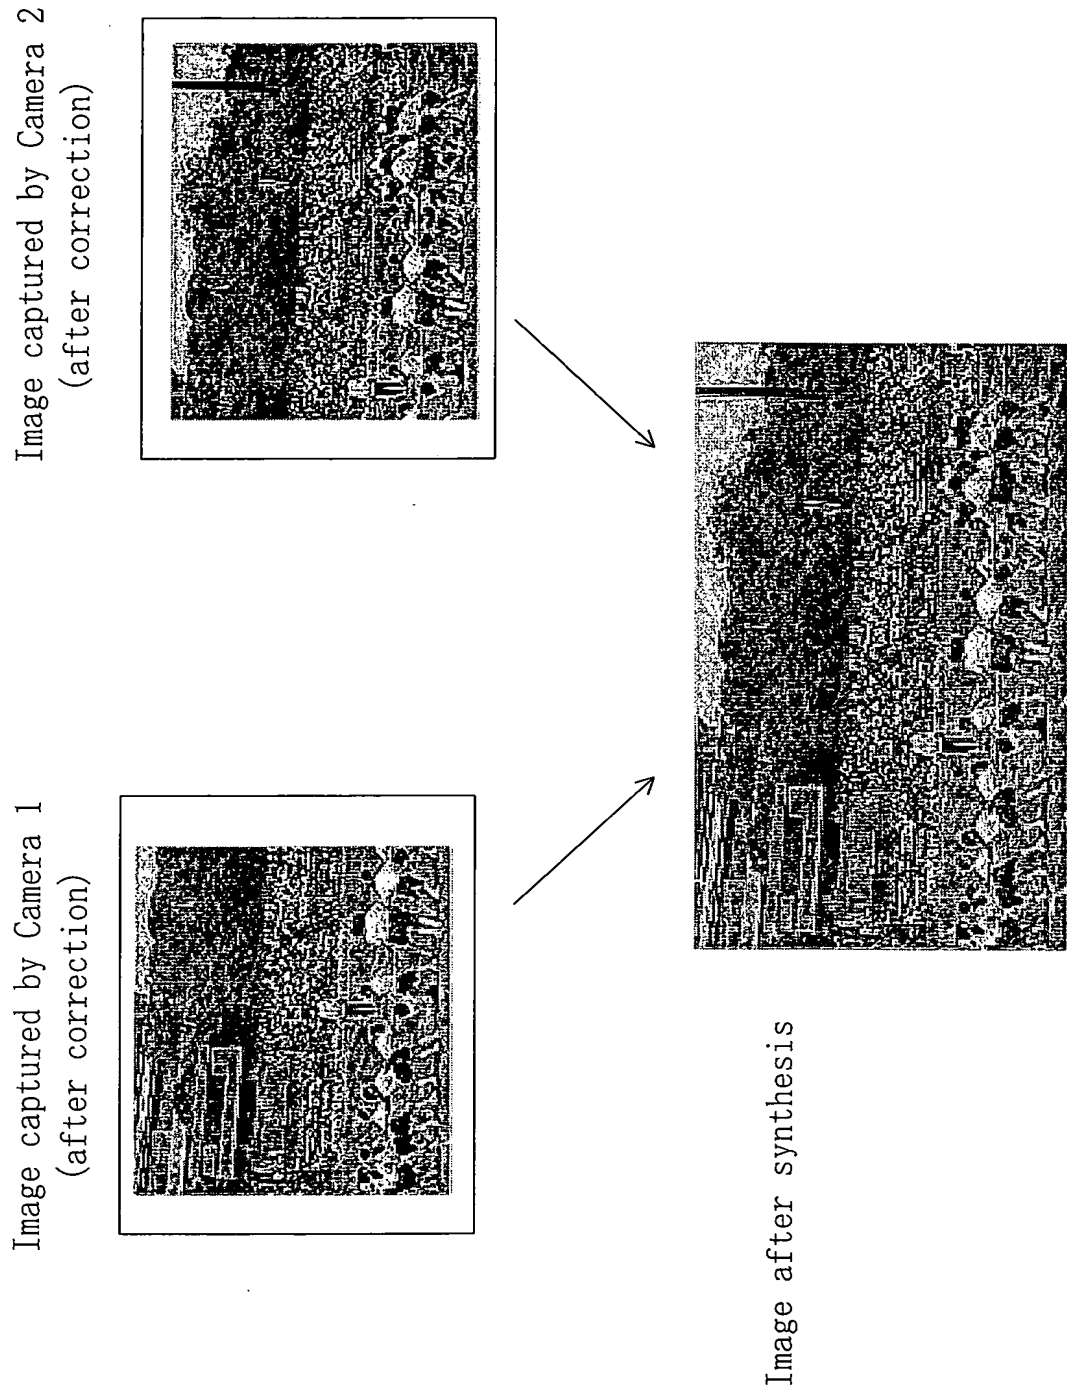 Image captured by Camera 1
(after correction)
Image captured by Camera 2
(after correction)
Image after synthesis